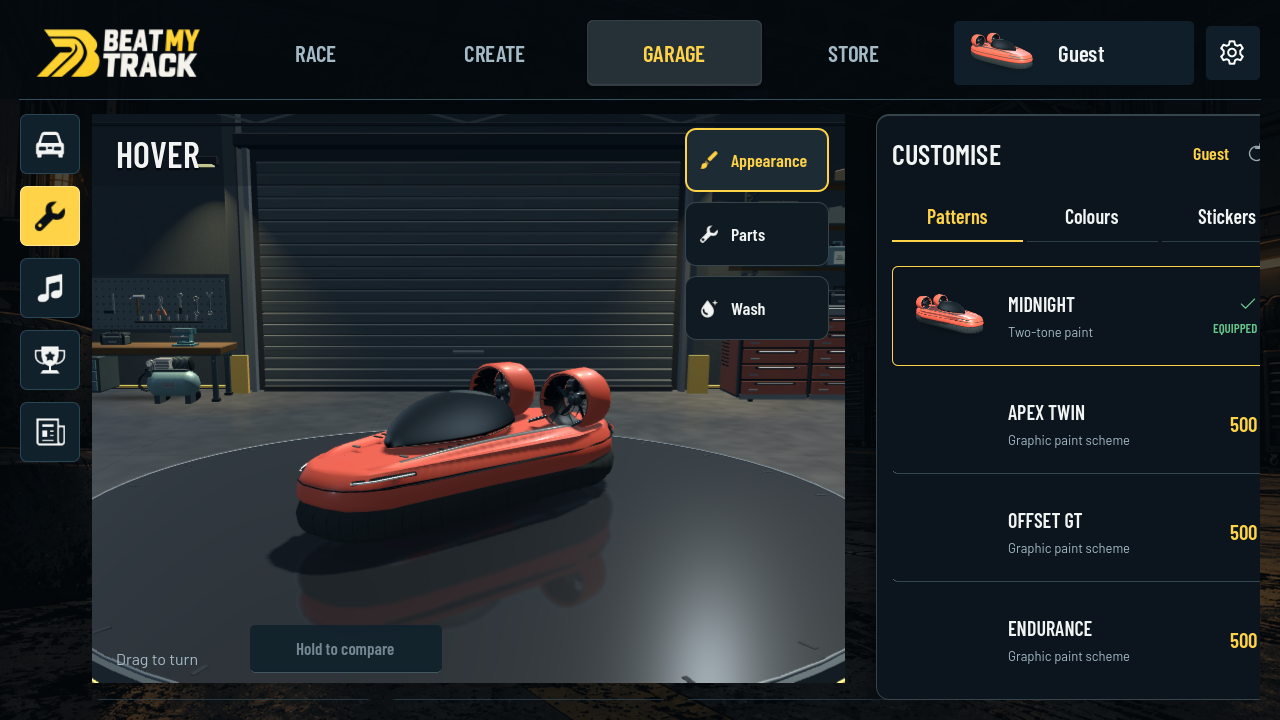 BEAT MY TRACK
RACE
CREATE
GARAGE
STORE
Guest
HOVER
Appearance
Parts
Wash
Drag to turn
Hold to compare
CUSTOMISE
Guest
Patterns
Colours
Stickers
MIDNIGHT
Two-tone paint
EQUIPPED
APEX TWIN
Graphic paint scheme
500
OFFSET GT
Graphic paint scheme
500
ENDURANCE
Graphic paint scheme
500